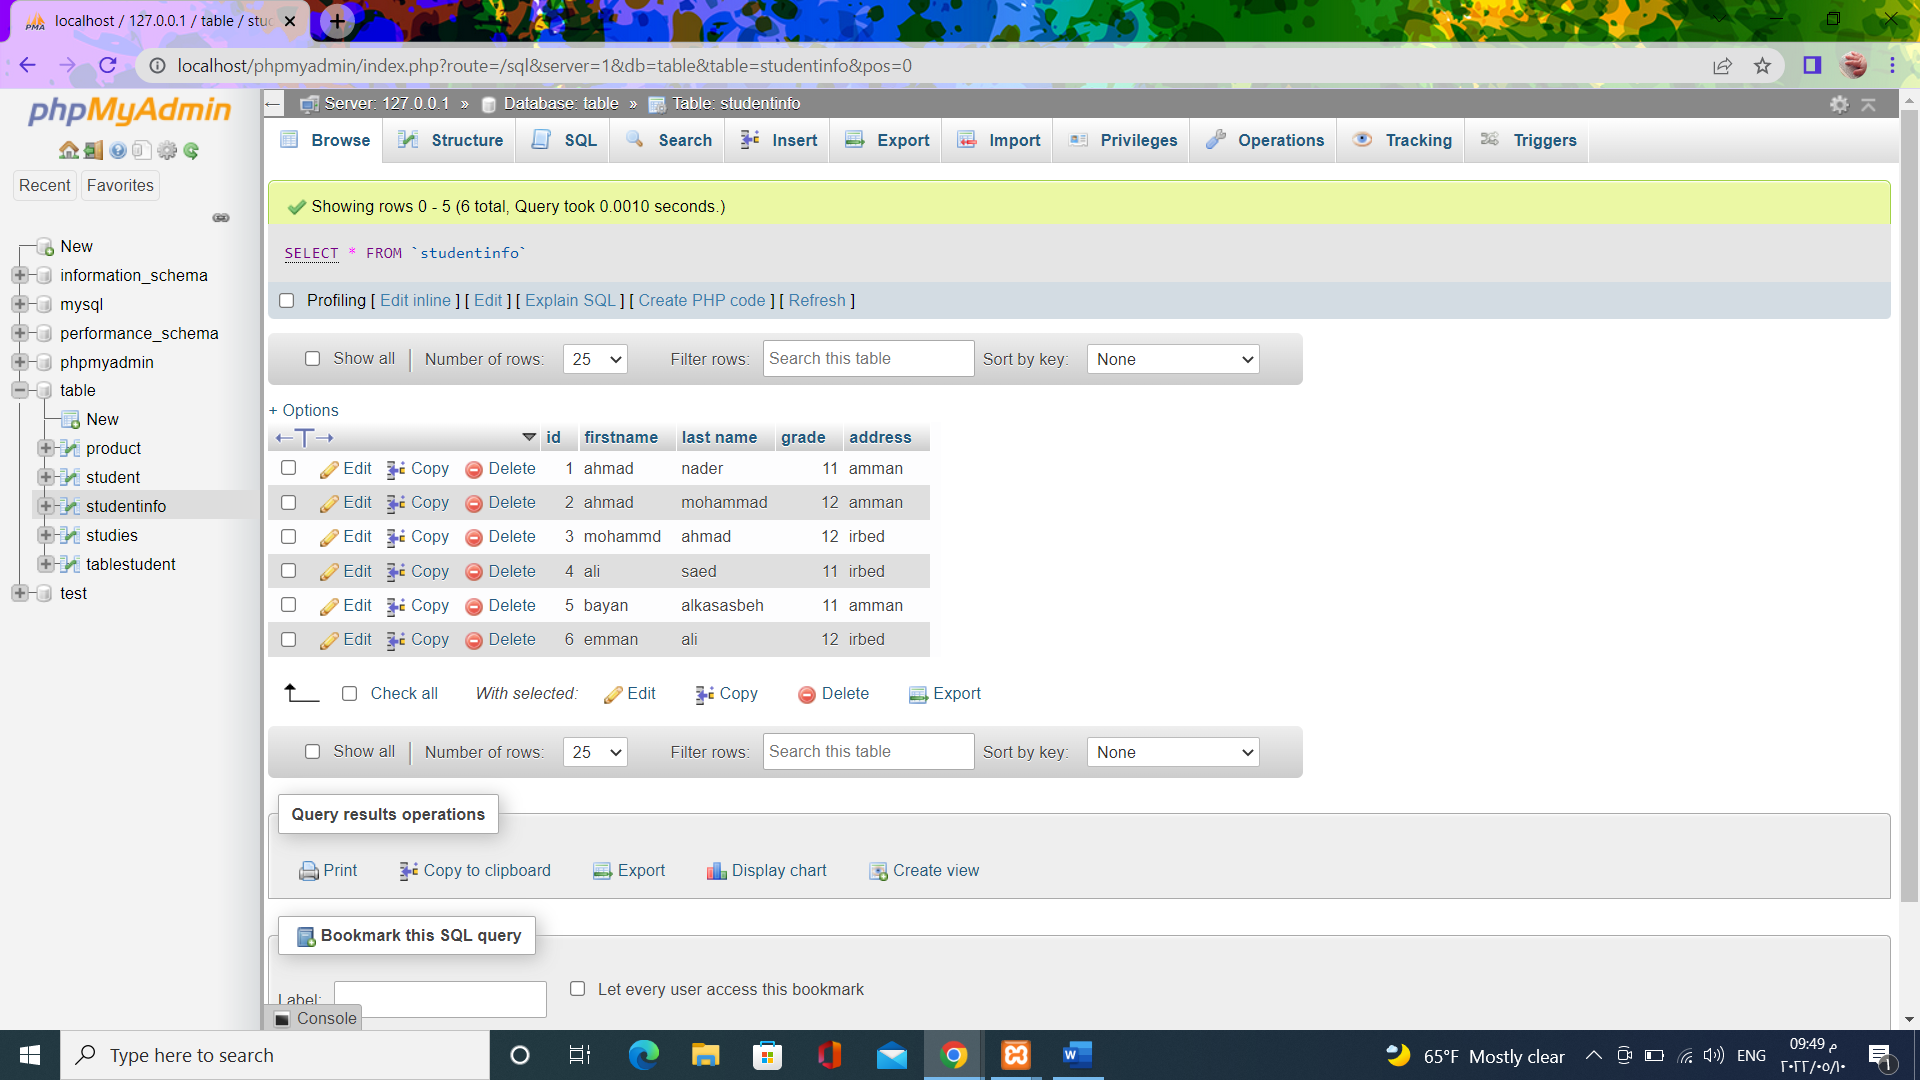 localhost / 127.0.0.1 / table / stuc
localhost/phpmyadmin/index.php?route=/sql&server=1&db=table&table=studentinfo&pos=0
phpMyAdmin
Recent
Favorites
New
information_schema
mysql
performance_schema
phpmyadmin
table
New
product
student
studentinfo
studies
tablestudent
test
Server: 127.0.0.1 » Database: table » Table: studentinfo
Browse Structure SQL Search Insert Export Import Privileges Operations Tracking Triggers
Showing rows 0 - 5 (6 total, Query took 0.0010 seconds.)
SELECT * FROM `studentinfo`
Profiling [ Edit inline ] [ Edit ] [ Explain SQL ] [ Create PHP code ] [ Refresh ]
Show all Number of rows: 25 Filter rows: Search this table Sort by key: None
+ Options
←T→ id firstname last name grade address
Edit Copy Delete 1 ahmad nader 11 amman
Edit Copy Delete 2 ahmad mohammad 12 amman
Edit Copy Delete 3 mohammd ahmad 12 irbed
Edit Copy Delete 4 ali saed 11 irbed
Edit Copy Delete 5 bayan alkasasbeh 11 amman
Edit Copy Delete 6 emman ali 12 irbed
Check all With selected: Edit Copy Delete Export
Show all Number of rows: 25 Filter rows: Search this table Sort by key: None
Query results operations
Print Copy to clipboard Export Display chart Create view
Bookmark this SQL query
Label: Let every user access this bookmark
Console
Type here to search
65°F Mostly clear
ENG
09:49 م
٢٠٢٢/٠٥/١٠
١